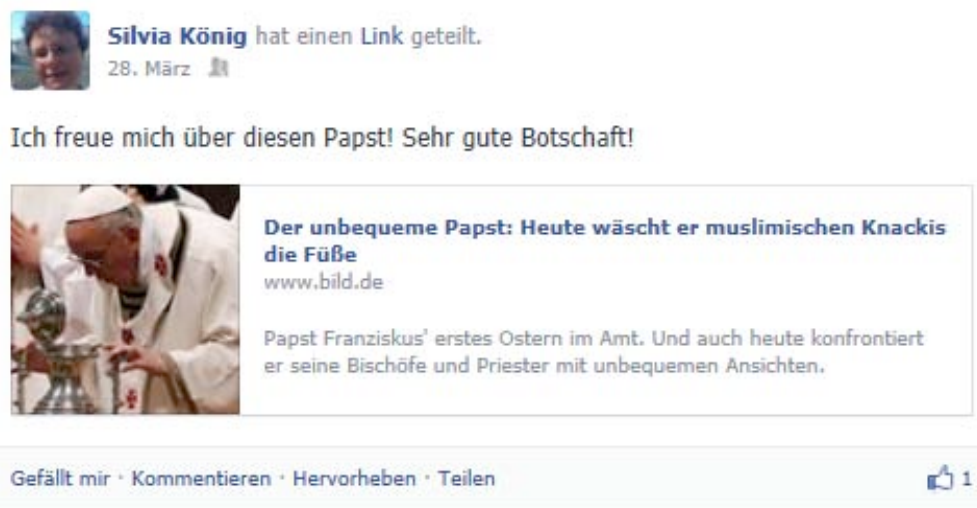 Silvia König hat einen Link geteilt.
28. März
Ich freue mich über diesen Papst! Sehr gute Botschaft!
Der unbequeme Papst: Heute wäscht er muslimischen Knackis
die Füße
www.bild.de
Papst Franziskus' erstes Ostern im Amt. Und auch heute konfrontiert
er seine Bischöfe und Priester mit unbequemen Ansichten.
Gefällt mir · Kommentieren · Hervorheben · Teilen 1